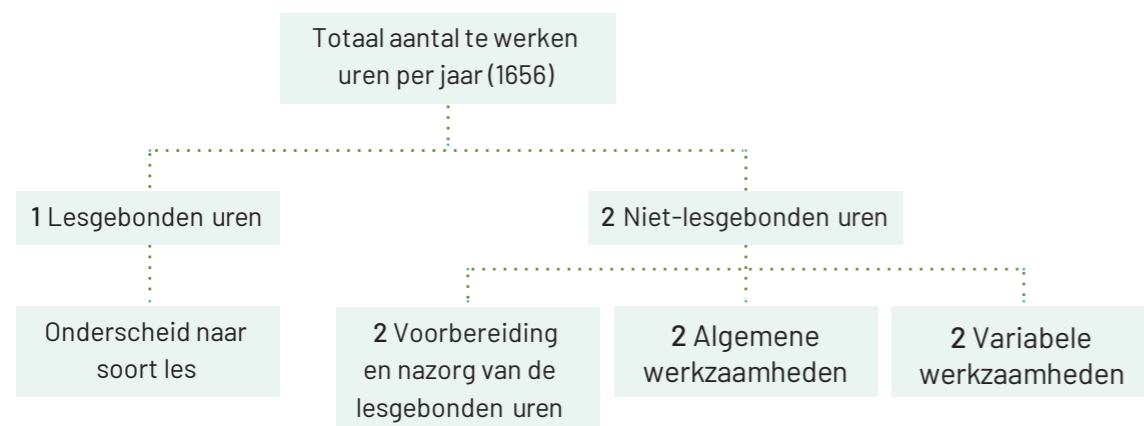 Totaal aantal te werken
uren per jaar (1656)
1 Lesgebonden uren
2 Niet-lesgebonden uren
Onderscheid naar
soort les
2 Voorbereiding
en nazorg van de
lesgebonden uren
2 Algemene
werkzaamheden
2 Variabele
werkzaamheden